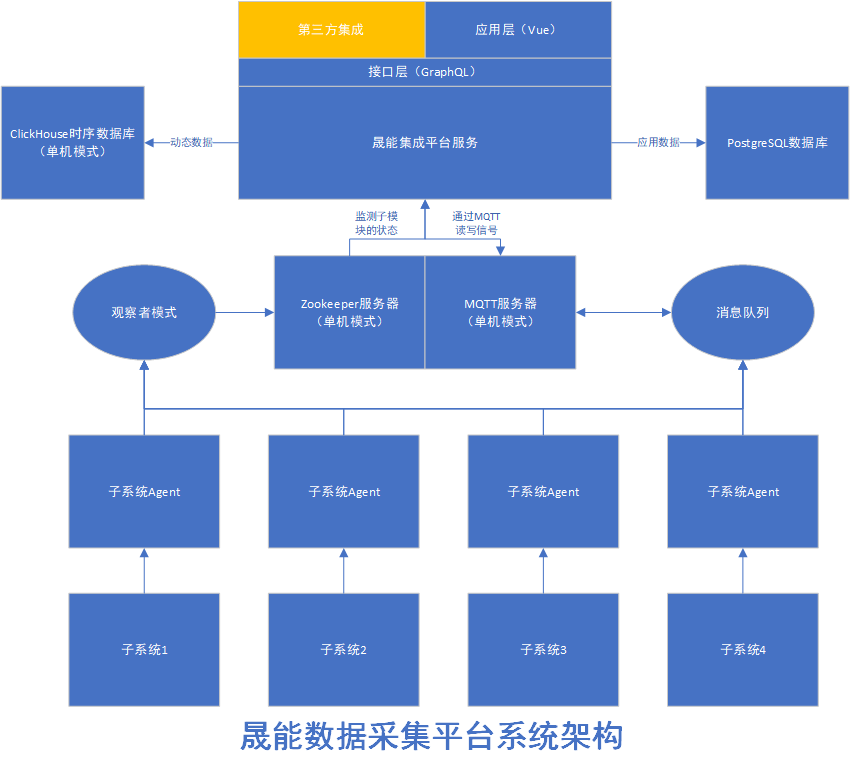 第三方集成
应用层（Vue）
接口层（GraphQL）
ClickHouse时序数据库
（单机模式）
动态数据
晟能集成平台服务
应用数据
PostgreSQL数据库
监测子模
块的状态
通过MQTT
读写信号
观察者模式
Zookeeper服务器
（单机模式）
MQTT服务器
（单机模式）
消息队列
子系统Agent
子系统Agent
子系统Agent
子系统Agent
子系统1
子系统2
子系统3
子系统4
晟能数据采集平台系统架构